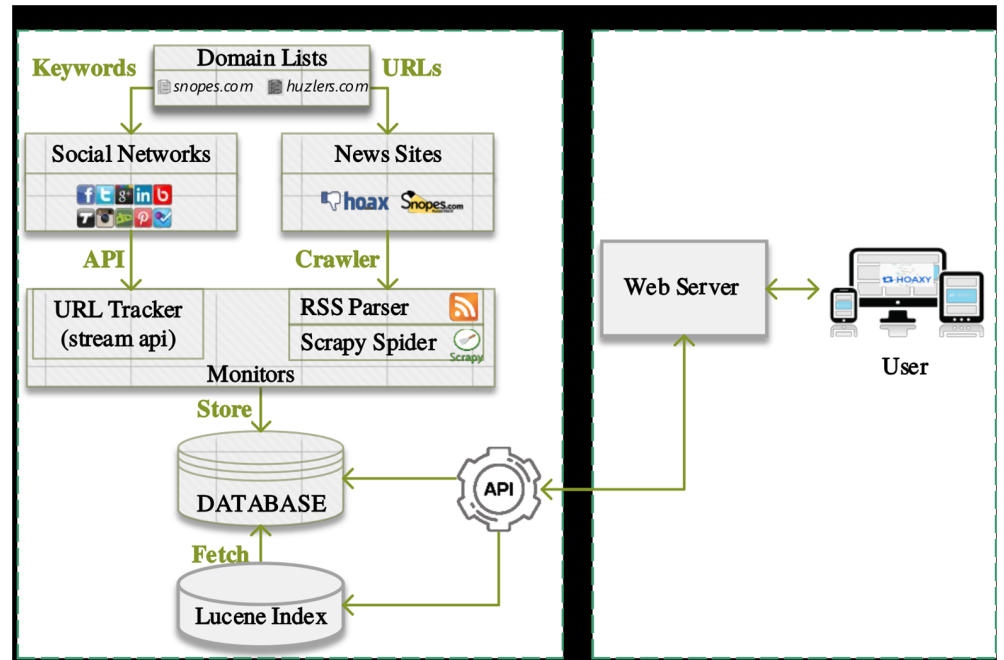 Domain Lists
Keywords
URLs
snopes.com
huzlers.com
Social Networks
News Sites
hoax
Snopes.com
API
Crawler
URL Tracker
(stream api)
RSS Parser
Scrapy Spider
Scrapy
Monitors
Store
DATABASE
Fetch
Lucene Index
API
Web Server
HOAXY
User